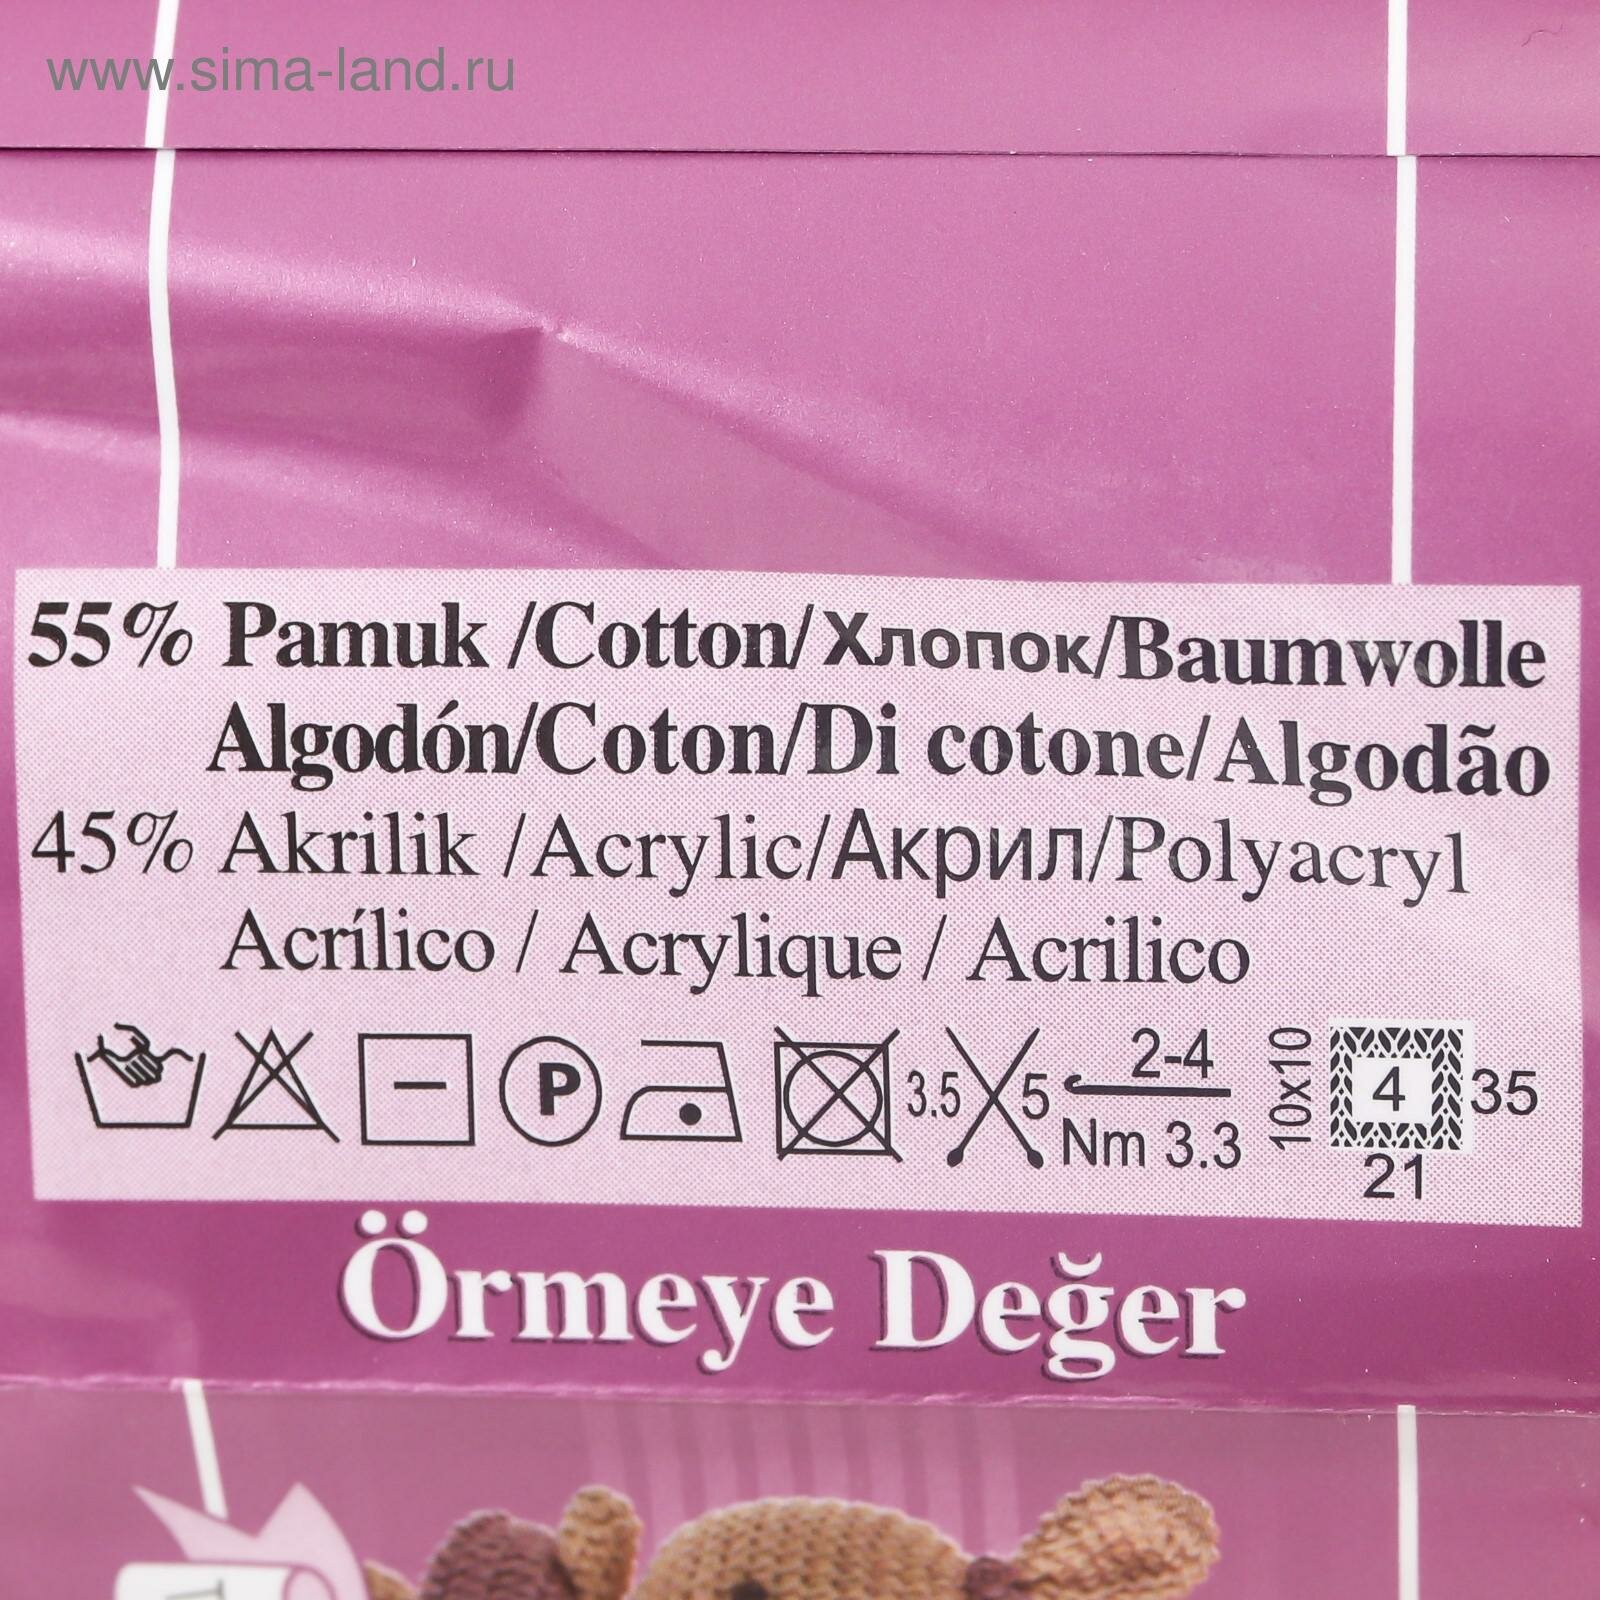 www.sima-land.ru
55% Pamuk /Cotton/Хлопок/Baumwolle
Algodón/Coton/Di cotone/Algodão
45% Akrilik /Acrylic/Акрил/Polyacryl
Acrílico / Acrylique / Acrilico
P 3.5 5 2-4 10x10 4 35
Nm 3.3 21
Örmeye Değer